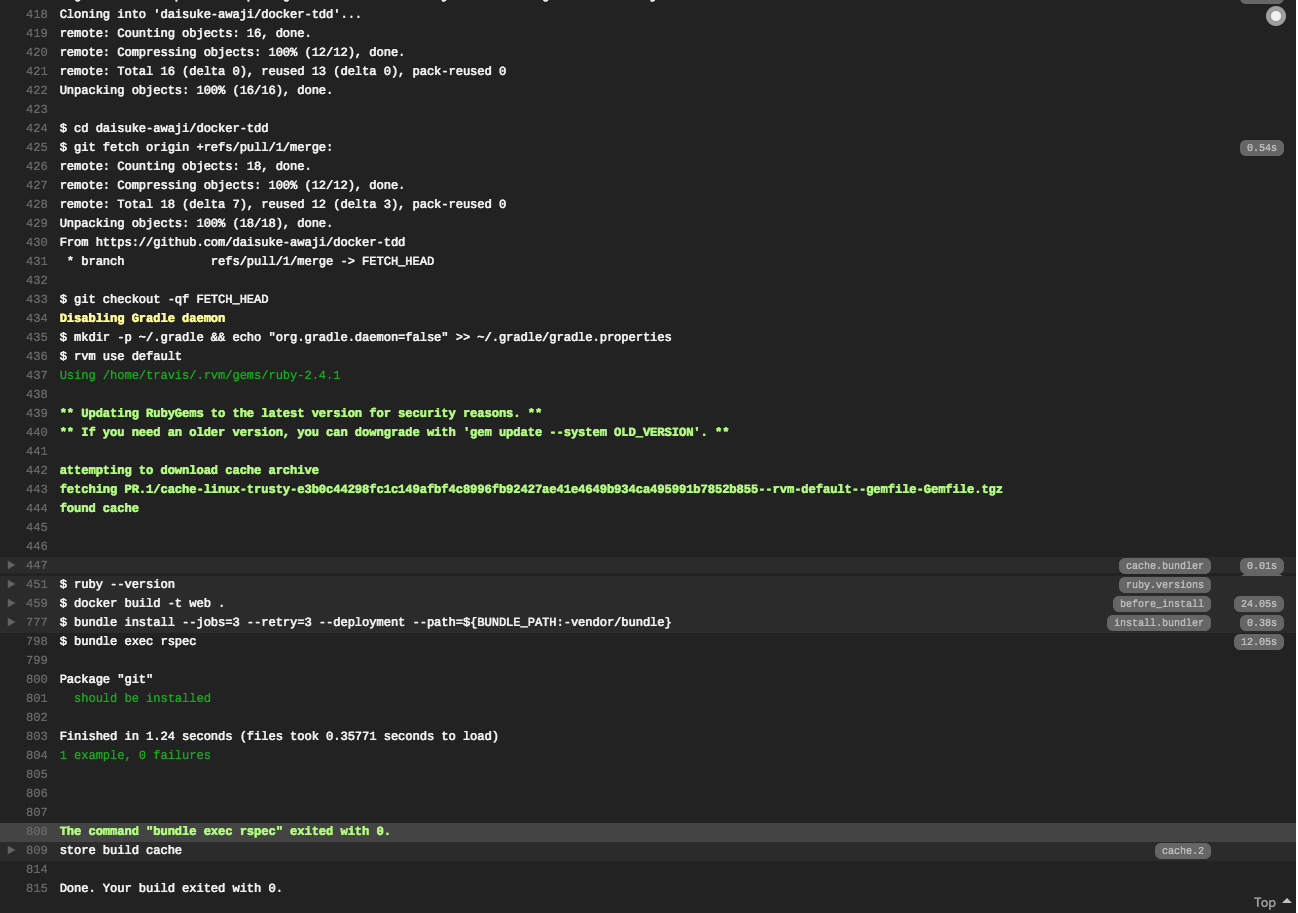 418 Cloning into 'daisuke-awaji/docker-tdd'...
419 remote: Counting objects: 16, done.
420 remote: Compressing objects: 100% (12/12), done.
421 remote: Total 16 (delta 0), reused 13 (delta 0), pack-reused 0
422 Unpacking objects: 100% (16/16), done.
423
424 $ cd daisuke-awaji/docker-tdd
425 $ git fetch origin +refs/pull/1/merge: 0.54s
426 remote: Counting objects: 18, done.
427 remote: Compressing objects: 100% (12/12), done.
428 remote: Total 18 (delta 7), reused 12 (delta 3), pack-reused 0
429 Unpacking objects: 100% (18/18), done.
430 From https://github.com/daisuke-awaji/docker-tdd
431  * branch            refs/pull/1/merge -> FETCH_HEAD
432
433 $ git checkout -qf FETCH_HEAD
434 Disabling Gradle daemon
435 $ mkdir -p ~/.gradle && echo "org.gradle.daemon=false" >> ~/.gradle/gradle.properties
436 $ rvm use default
437 Using /home/travis/.rvm/gems/ruby-2.4.1
438
439 ** Updating RubyGems to the latest version for security reasons. **
440 ** If you need an older version, you can downgrade with 'gem update --system OLD_VERSION'. **
441
442 attempting to download cache archive
443 fetching PR.1/cache-linux-trusty-e3b0c44298fc1c149afbf4c8996fb92427ae41e4649b934ca495991b7852b855--rvm-default--gemfile-Gemfile.tgz
444 found cache
445
446
447 cache.bundler 0.01s
451 $ ruby --version ruby.versions
459 $ docker build -t web . before_install 24.05s
777 $ bundle install --jobs=3 --retry=3 --deployment --path=${BUNDLE_PATH:-vendor/bundle} install.bundler 0.38s
798 $ bundle exec rspec 12.05s
799
800 Package "git"
801   should be installed
802
803 Finished in 1.24 seconds (files took 0.35771 seconds to load)
804 1 example, 0 failures
805
806
807
808 The command "bundle exec rspec" exited with 0.
809 store build cache cache.2
814
815 Done. Your build exited with 0.
Top